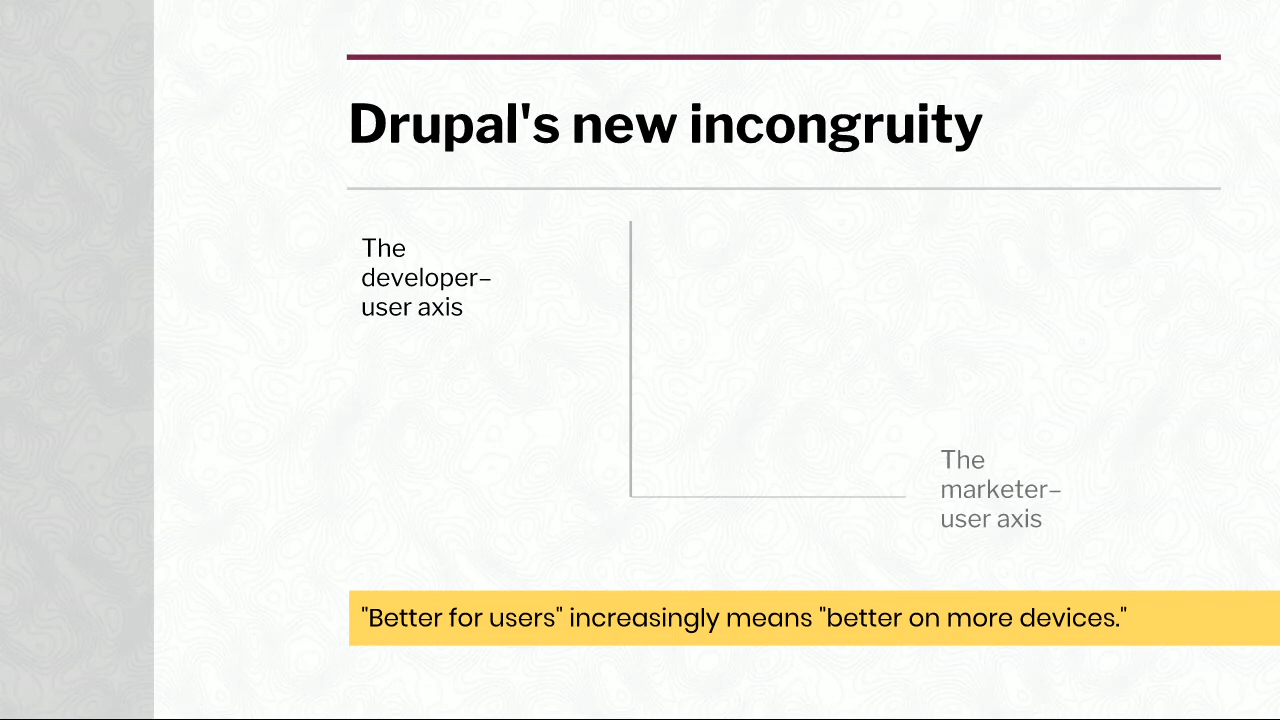 Drupal's new incongruity
The
developer–
user axis
The
marketer–
user axis
"Better for users" increasingly means "better on more devices."